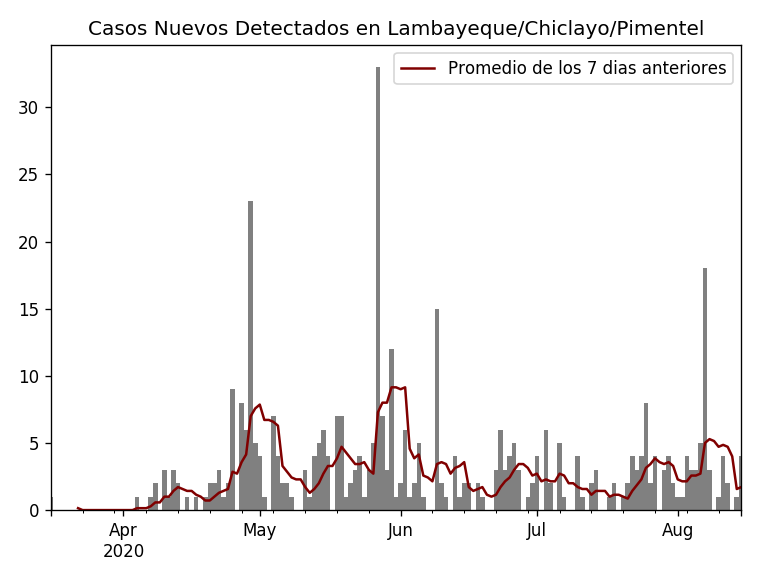 Casos Nuevos Detectados en Lambayeque/Chiclayo/Pimentel
Promedio de los 7 dias anteriores
30
25
20
15
10
5
0
Apr
2020
May
Jun
Jul
Aug